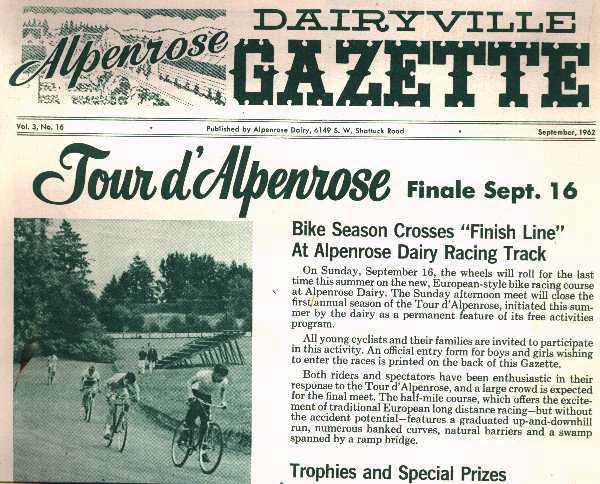 Alpenrose
DAIRYVILLE
GAZETTE
Vol. 3, No. 16
Published by Alpenrose Dairy, 6149 S. W. Shattuck Road
September, 1962
Tour d'Alpenrose Finale Sept. 16
Bike Season Crosses "Finish Line"
At Alpenrose Dairy Racing Track
On Sunday, September 16, the wheels will roll for the last
time this summer on the new, European-style bike racing course
at Alpenrose Dairy. The Sunday afternoon meet will close the
first annual season of the Tour d'Alpenrose, initiated this sum-
mer by the dairy as a permanent feature of its free activities
program.
All young cyclists and their families are invited to participate
in this activity. An official entry form for boys and girls wishing
to enter the races is printed on the back of this Gazette.
Both riders and spectators have been enthusiastic in their
response to the Tour d'Alpenrose, and a large crowd is expected
for the final meet. The half-mile course, which offers the excite-
ment of traditional European long distance racing—but without
the accident potential—features a graduated up-and-downhill
run, numerous banked curves, natural barriers and a swamp
spanned by a ramp bridge.
Trophies and Special Prizes